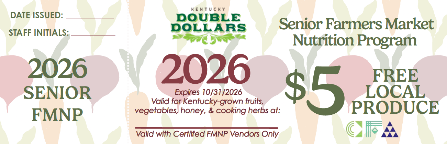 DATE ISSUED: ___________
STAFF INITIALS: ___________
2026
SENIOR
FMNP
KENTUCKY
DOUBLE
DOLLARS
2026
Expires 10/31/2026
Valid for Kentucky-grown fruits,
vegetables, honey, & cooking herbs at:
Valid with Certified FMNP Vendors Only
Senior Farmers Market
Nutrition Program
$5
FREE
LOCAL
PRODUCE
CFA